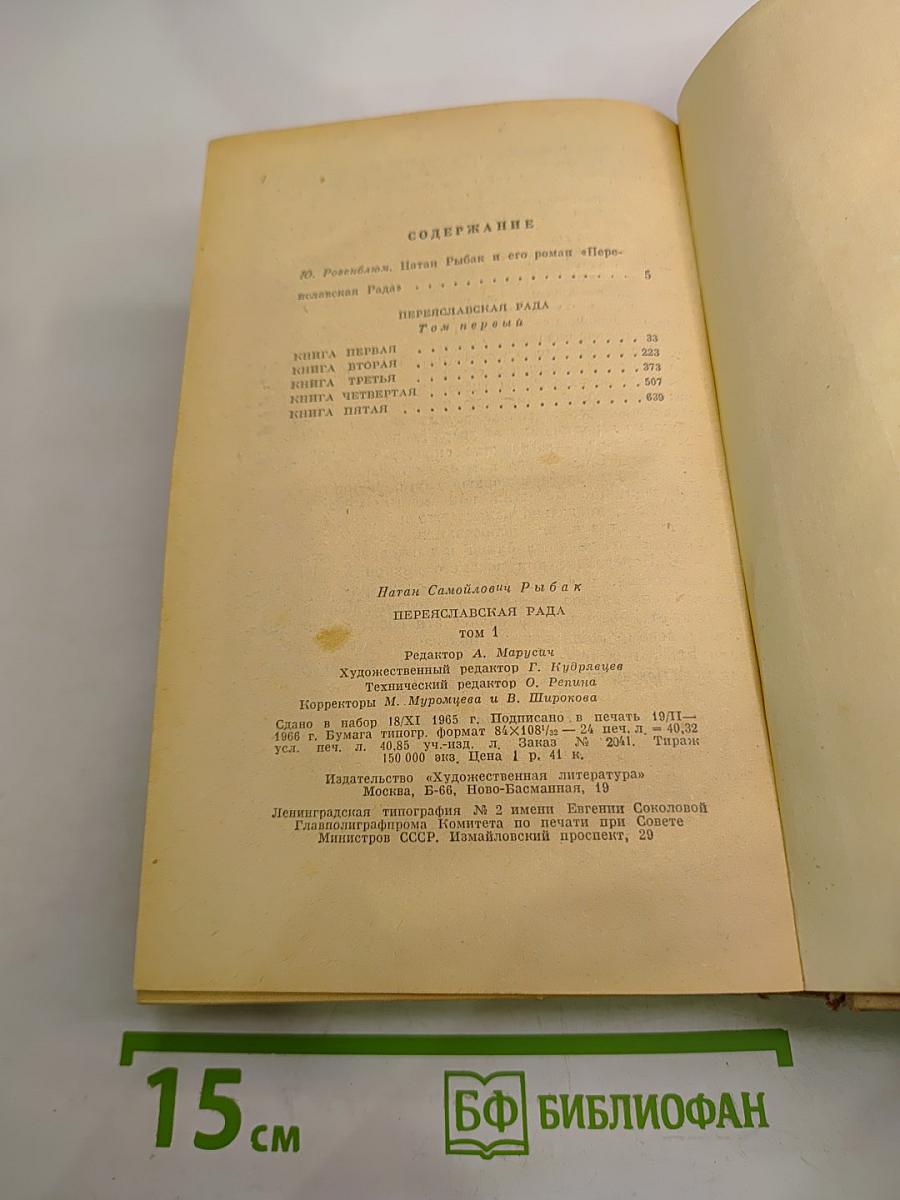 СОДЕРЖАНИЕ
Ю. Розенблюм. Натан Рыбак и его роман «Пере-
яславская Рада» . . . . . . . . . . . . . . . . 5
ПЕРЕЯСЛАВСКАЯ РАДА
Том первый
КНИГА ПЕРВАЯ . . . . . . . . . . . . . . . . 33
КНИГА ВТОРАЯ . . . . . . . . . . . . . . . . 223
КНИГА ТРЕТЬЯ . . . . . . . . . . . . . . . . 373
КНИГА ЧЕТВЕРТАЯ . . . . . . . . . . . . . . . 507
КНИГА ПЯТАЯ . . . . . . . . . . . . . . . . . 639
Натан Самойлович Рыбак
ПЕРЕЯСЛАВСКАЯ РАДА
том 1
Редактор А. Марусич
Художественный редактор Г. Кудрявцев
Технический редактор О. Репина
Корректоры М. Муромцева и В. Широкова
Сдано в набор 18/XI 1965 г. Подписано в печать 19/II—
1966 г. Бумага типогр. формат 84×108¹/₃₂ — 24 печ. л. = 40,32
усл. печ. л. 40,85 уч.-изд. л. Заказ № 2041. Тираж
150 000 экз. Цена 1 р. 41 к.
Издательство «Художественная литература»
Москва, Б-66, Ново-Басманная, 19
Ленинградская типография № 2 имени Евгении Соколовой
Главполиграфпрома Комитета по печати при Совете
Министров СССР. Измайловский проспект, 29
15 см
БФ БИБЛИОФАН